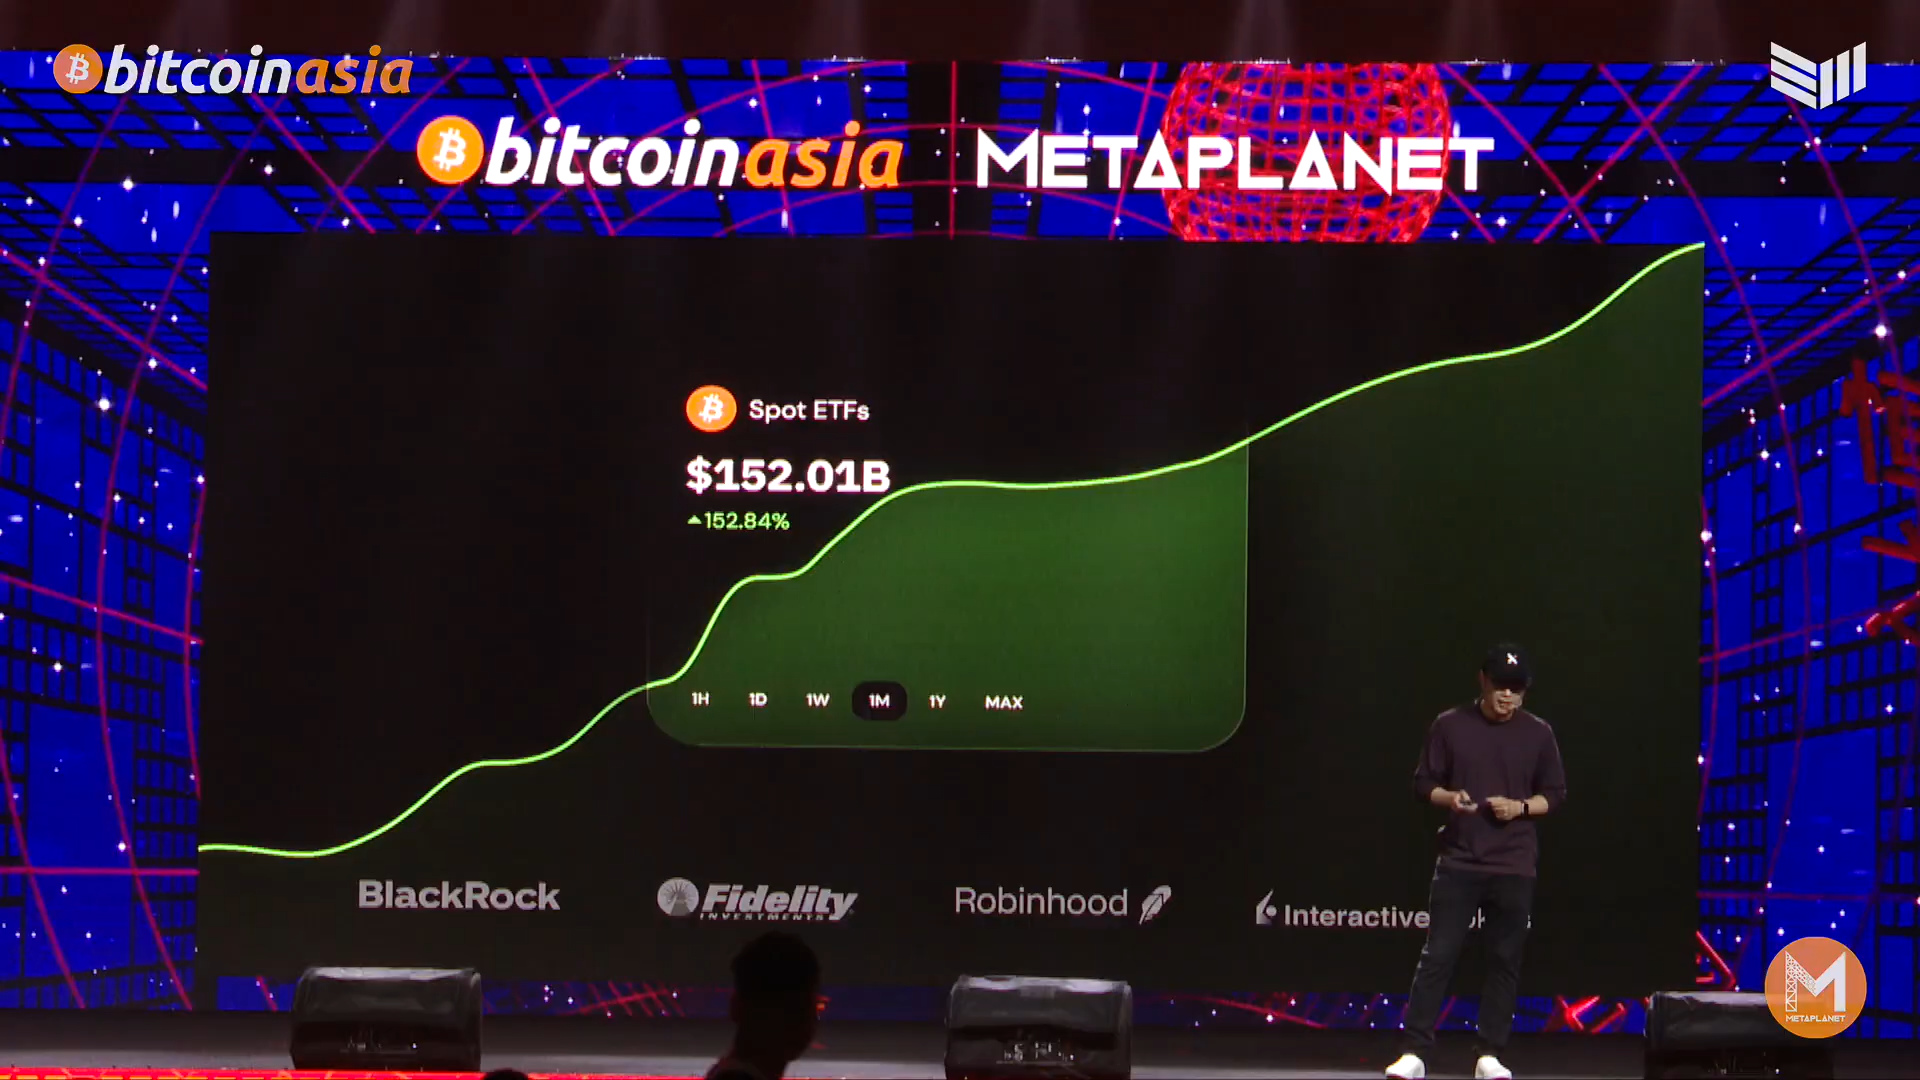 bitcoinasia
bitcoinasia METAPLANET
Spot ETFs
$152.01B
152.84%
1H 1D 1W 1M 1Y MAX
BlackRock
Fidelity
INVESTMENTS
Robinhood
Interactive
METAPLANET